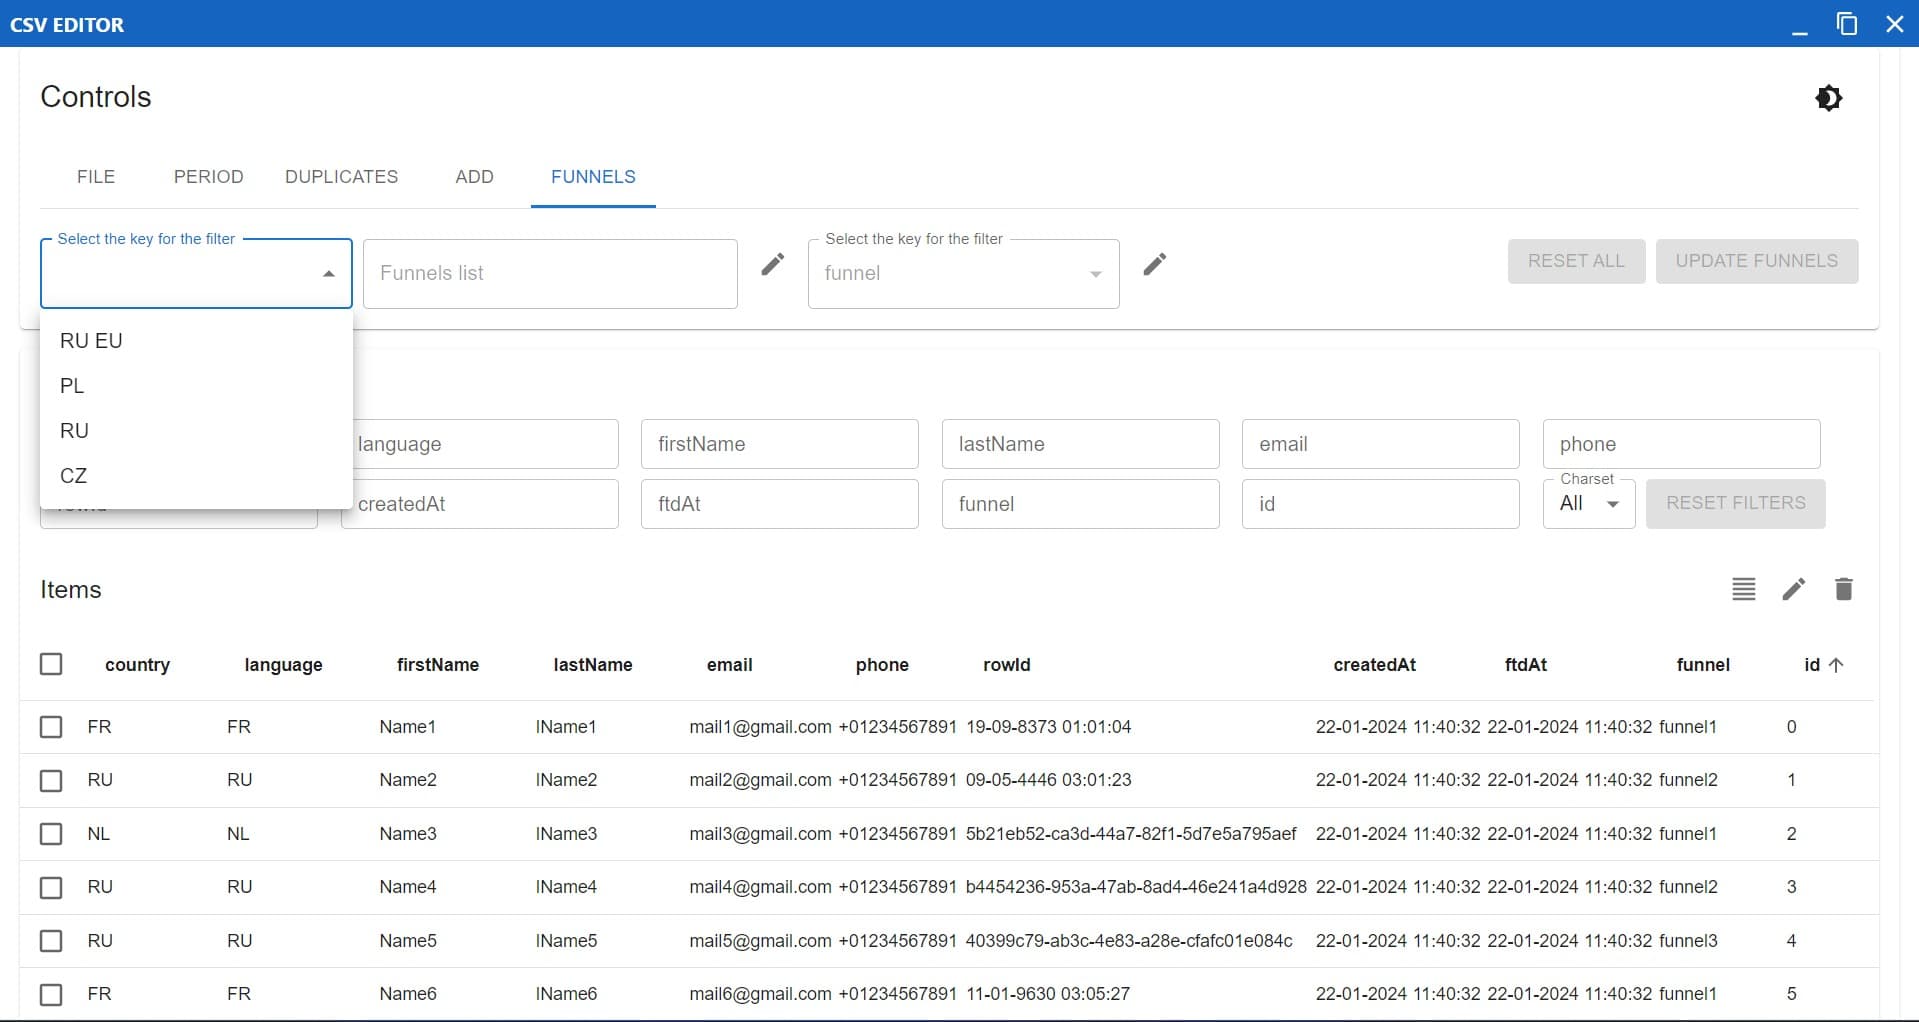 CSV EDITOR
Controls
FILE PERIOD DUPLICATES ADD FUNNELS
Select the key for the filter Select the key for the filter
Funnels list funnel RESET ALL UPDATE FUNNELS
RU EU
PL
RU
CZ
language firstName lastName email phone
Charset
createdAt ftdAt funnel id All RESET FILTERS
Items
country language firstName lastName email phone rowId createdAt ftdAt funnel id
FR FR Name1 lName1 mail1@gmail.com +01234567891 19-09-8373 01:01:04 22-01-2024 11:40:32 22-01-2024 11:40:32 funnel1 0
RU RU Name2 lName2 mail2@gmail.com +01234567891 09-05-4446 03:01:23 22-01-2024 11:40:32 22-01-2024 11:40:32 funnel2 1
NL NL Name3 lName3 mail3@gmail.com +01234567891 5b21eb52-ca3d-44a7-82f1-5d7e5a795aef 22-01-2024 11:40:32 22-01-2024 11:40:32 funnel1 2
RU RU Name4 lName4 mail4@gmail.com +01234567891 b4454236-953a-47ab-8ad4-46e241a4d928 22-01-2024 11:40:32 22-01-2024 11:40:32 funnel2 3
RU RU Name5 lName5 mail5@gmail.com +01234567891 40399c79-ab3c-4e83-a28e-cfafc01e084c 22-01-2024 11:40:32 22-01-2024 11:40:32 funnel3 4
FR FR Name6 lName6 mail6@gmail.com +01234567891 11-01-9630 03:05:27 22-01-2024 11:40:32 22-01-2024 11:40:32 funnel1 5